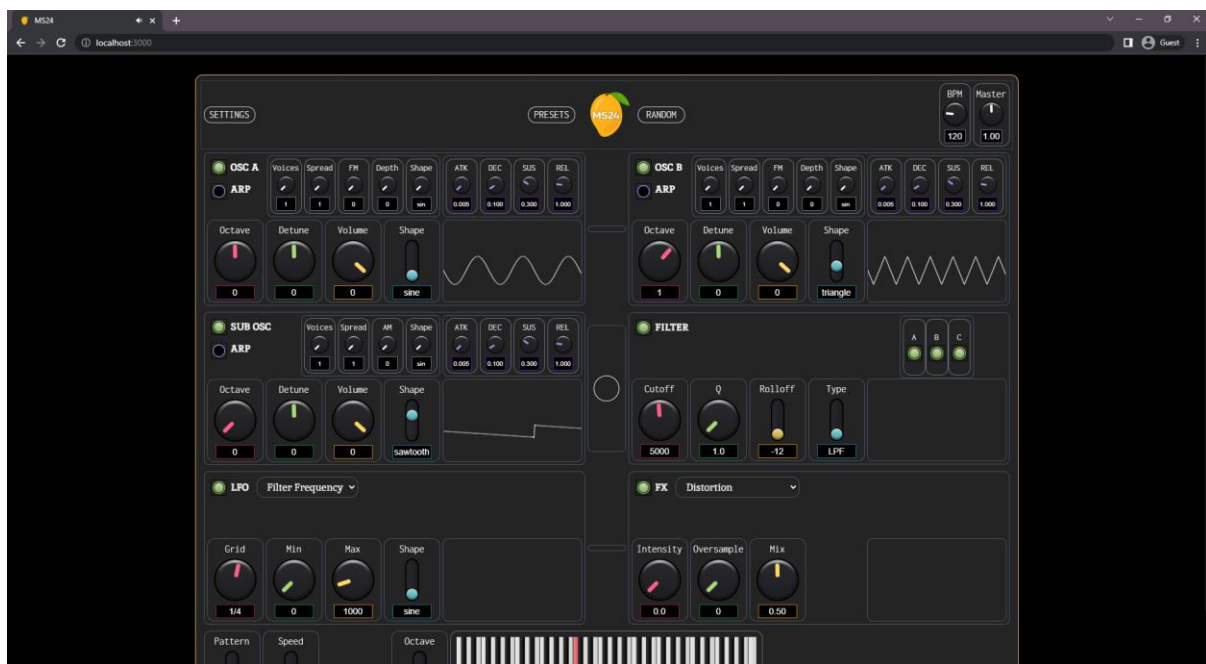 MS24
localhost:3000
Guest
SETTINGS
PRESETS
MS24
RANDOM
BPM Master
120 1.00
OSC A
ARP
Voices Spread FM Depth Shape ATK DEC SUS REL
1 1 0 0 sin 0.005 0.100 0.300 1.000
Octave Detune Volume Shape
0 0 0 sine
OSC B
ARP
Voices Spread FM Depth Shape ATK DEC SUS REL
1 1 0 0 sin 0.005 0.100 0.300 1.000
Octave Detune Volume Shape
1 0 0 triangle
SUB OSC
ARP
Voices Spread AM Shape ATK DEC SUS REL
1 1 0 sin 0.005 0.100 0.300 1.000
Octave Detune Volume Shape
0 0 0 sawtooth
FILTER
A B C
Cutoff Q Rolloff Type
5000 1.0 -12 LPF
LFO Filter Frequency
Grid Min Max Shape
1/4 0 1000 sine
FX Distortion
Intensity Oversample Mix
0.0 0 0.50
Pattern Speed Octave